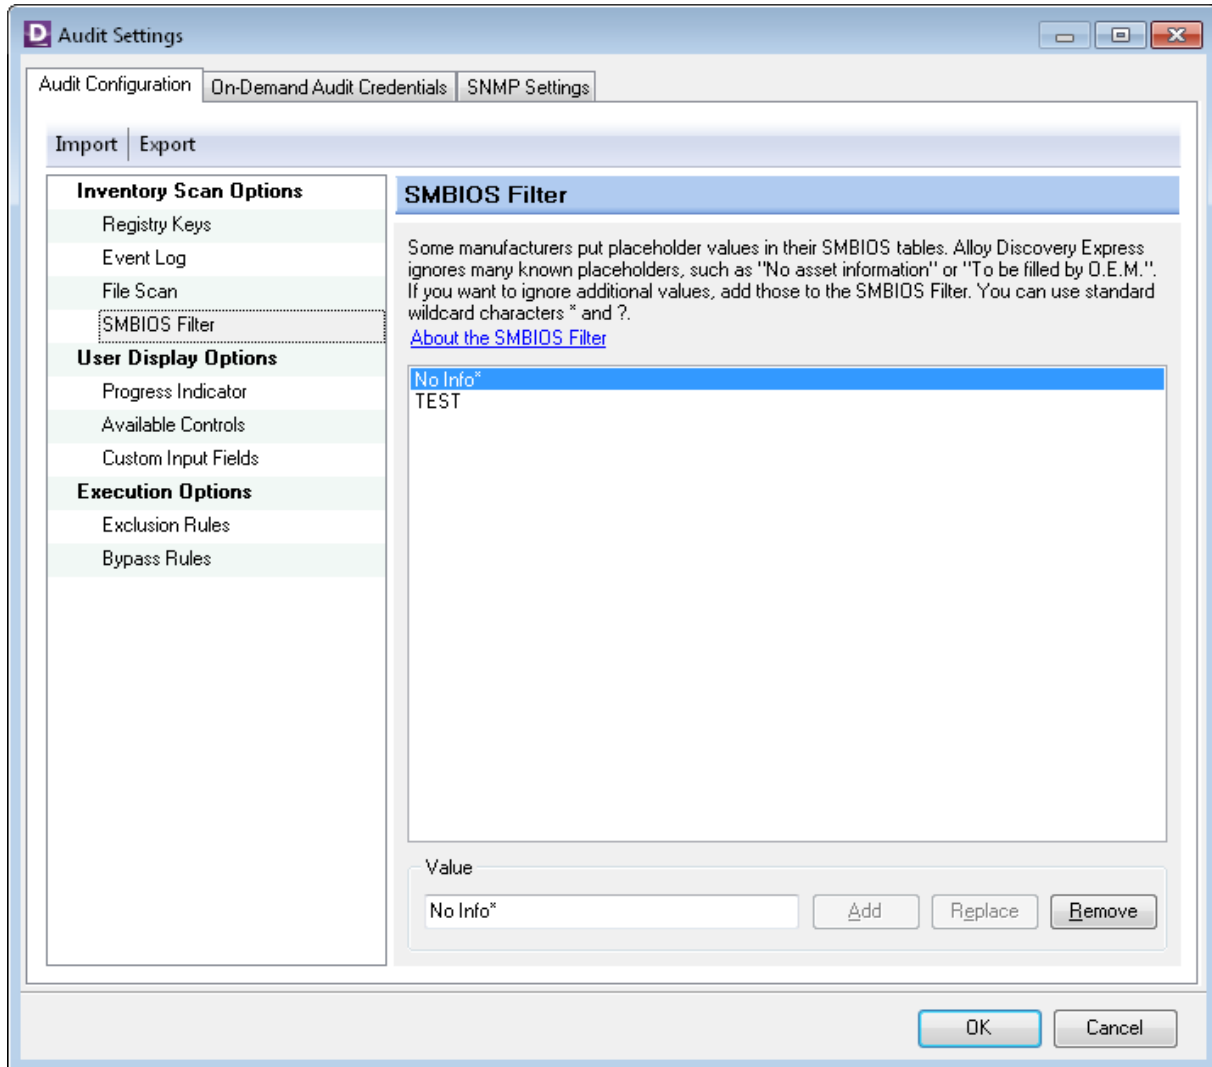 D Audit Settings
Audit Configuration On-Demand Audit Credentials SNMP Settings
Import Export
Inventory Scan Options
Registry Keys
Event Log
File Scan
SMBIOS Filter
User Display Options
Progress Indicator
Available Controls
Custom Input Fields
Execution Options
Exclusion Rules
Bypass Rules
SMBIOS Filter
Some manufacturers put placeholder values in their SMBIOS tables. Alloy Discovery Express
ignores many known placeholders, such as "No asset information" or "To be filled by O.E.M.".
If you want to ignore additional values, add those to the SMBIOS Filter. You can use standard
wildcard characters * and ?.
About the SMBIOS Filter
No Info*
TEST
Value
No Info* Add Replace Remove
OK Cancel